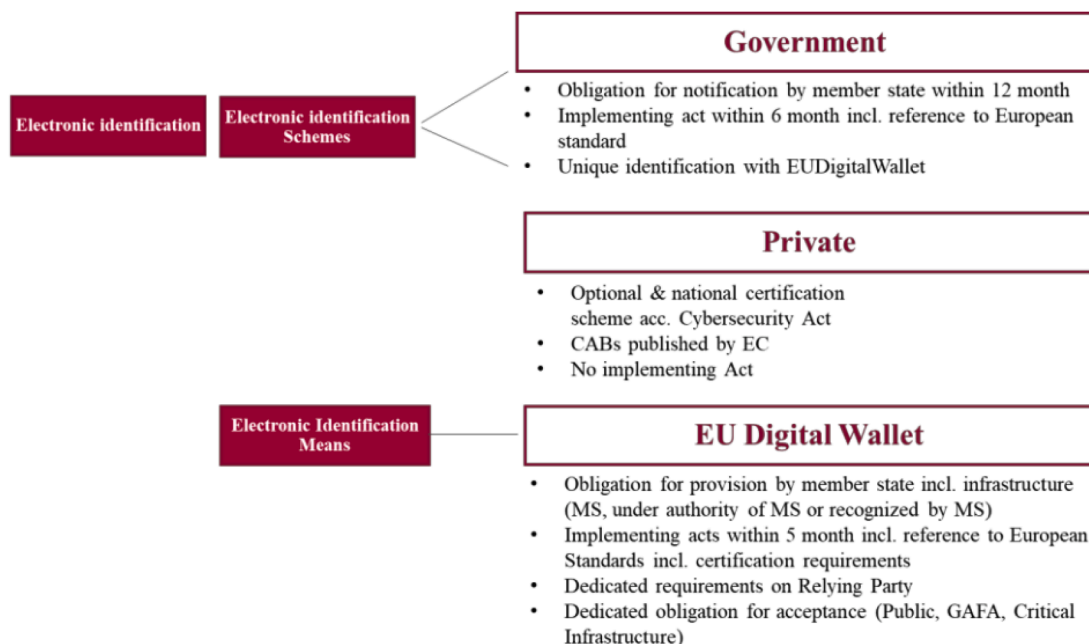 Government
• Obligation for notification by member state within 12 month
• Implementing act within 6 month incl. reference to European
standard
• Unique identification with EUDigitalWallet
Electronic identification
Electronic identification
Schemes
Private
• Optional & national certification
scheme acc. Cybersecurity Act
• CABs published by EC
• No implementing Act
Electronic Identification
Means
EU Digital Wallet
• Obligation for provision by member state incl. infrastructure
(MS, under authority of MS or recognized by MS)
• Implementing acts within 5 month incl. reference to European
Standards incl. certification requirements
• Dedicated requirements on Relying Party
• Dedicated obligation for acceptance (Public, GAFA, Critical
Infrastructure)